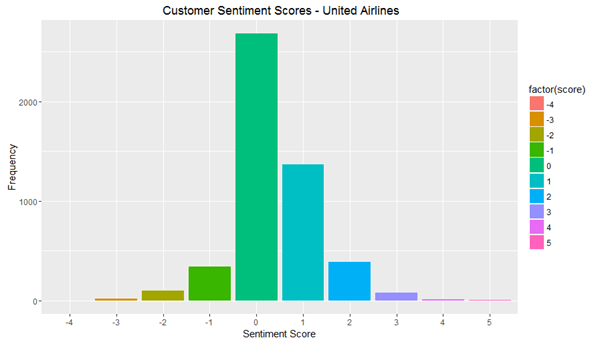 Customer Sentiment Scores - United Airlines
Frequency
2000
1000
0
-4 -3 -2 -1 0 1 2 3 4 5
Sentiment Score
factor(score)
-4
-3
-2
-1
0
1
2
3
4
5